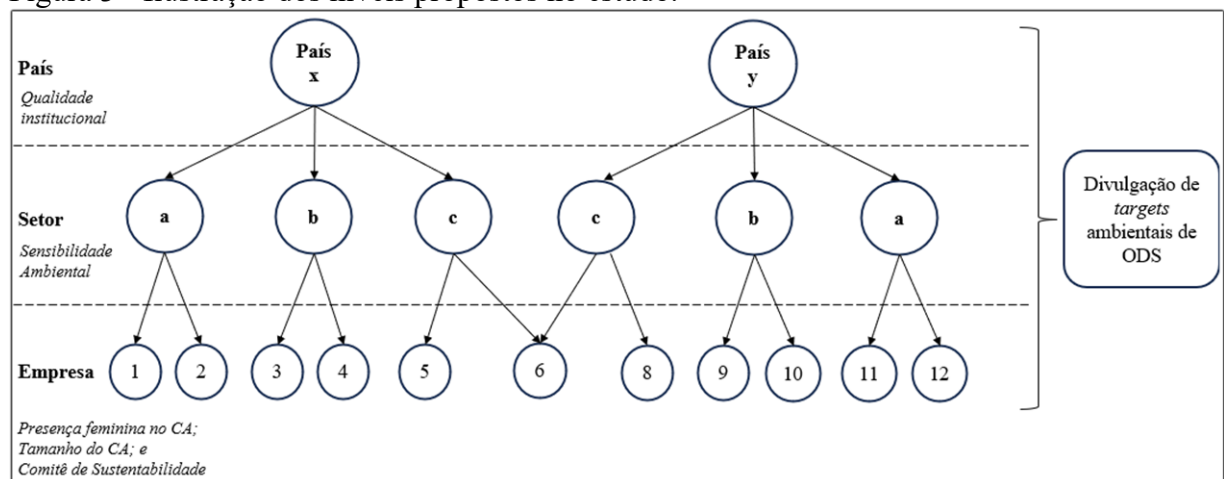 Figura 3 - Ilustração dos níveis propostos no estudo.
País
x
País
y
País
Qualidade
institucional
a
b
c
c
b
a
Setor
Sensibilidade
Ambiental
Divulgação de
targets
ambientais de
ODS
Empresa
1
2
3
4
5
6
8
9
10
11
12
Presença feminina no CA;
Tamanho do CA; e
Comitê de Sustentabilidade